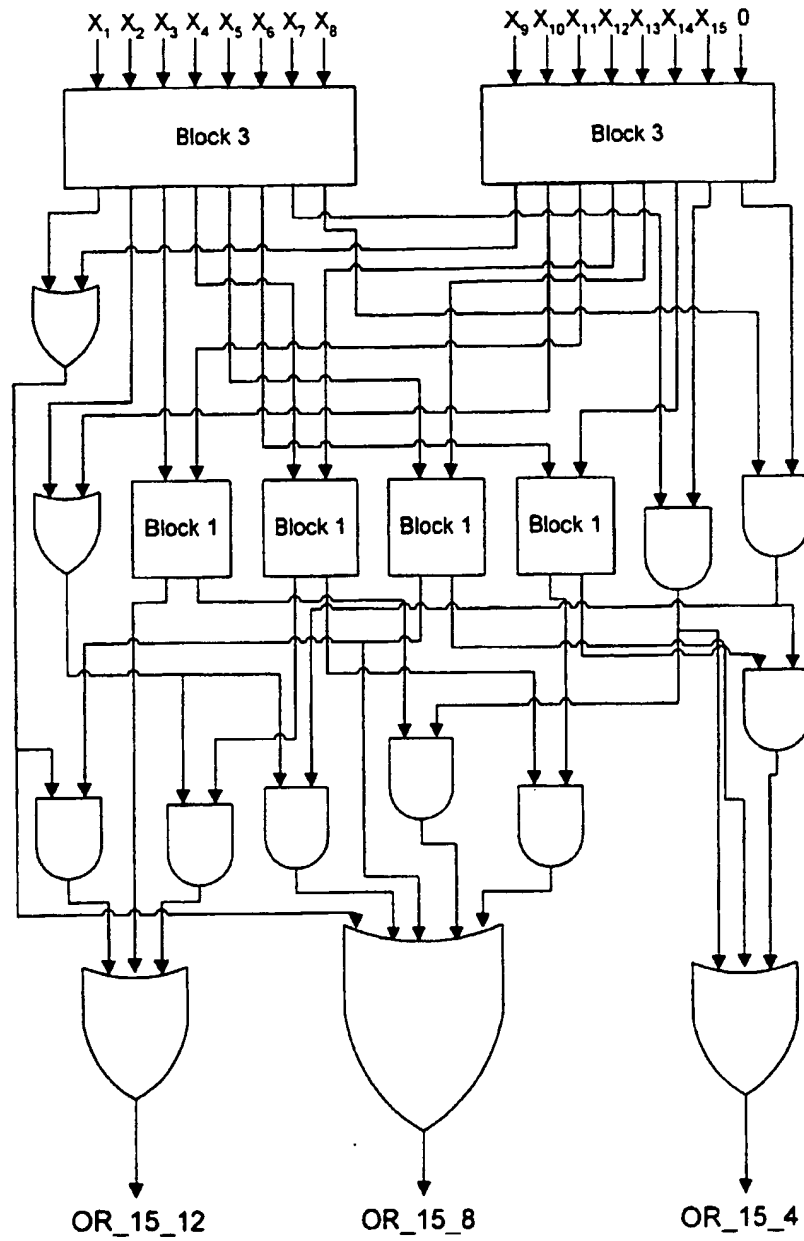 X₁ X₂ X₃ X₄ X₅ X₆ X₇ X₈
X₉ X₁₀ X₁₁ X₁₂ X₁₃ X₁₄ X₁₅ 0
Block 3
Block 3
Block 1
Block 1
Block 1
Block 1
OR_15_12
OR_15_8
OR_15_4